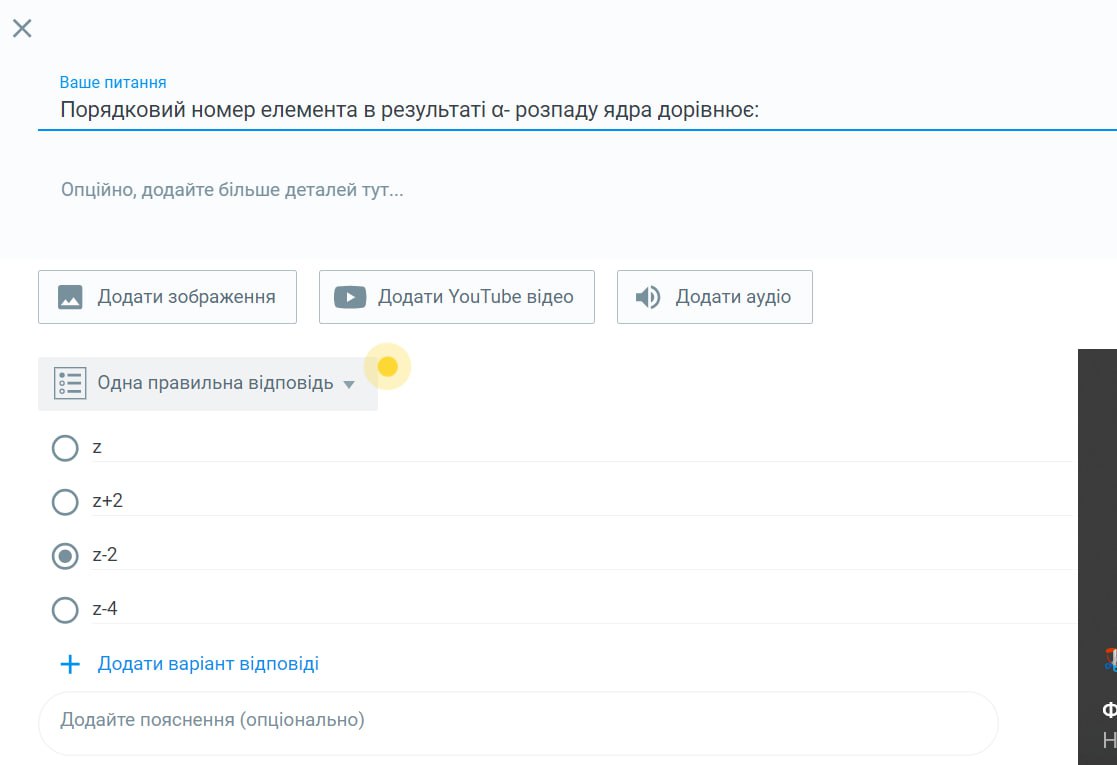 Ваше питання
Порядковий номер елемента в результаті α- розпаду ядра дорівнює:
Опційно, додайте більше деталей тут...
Додати зображення
Додати YouTube відео
Додати аудіо
Одна правильна відповідь
z
z+2
z-2
z-4
Додати варіант відповіді
Додайте пояснення (опціонально)